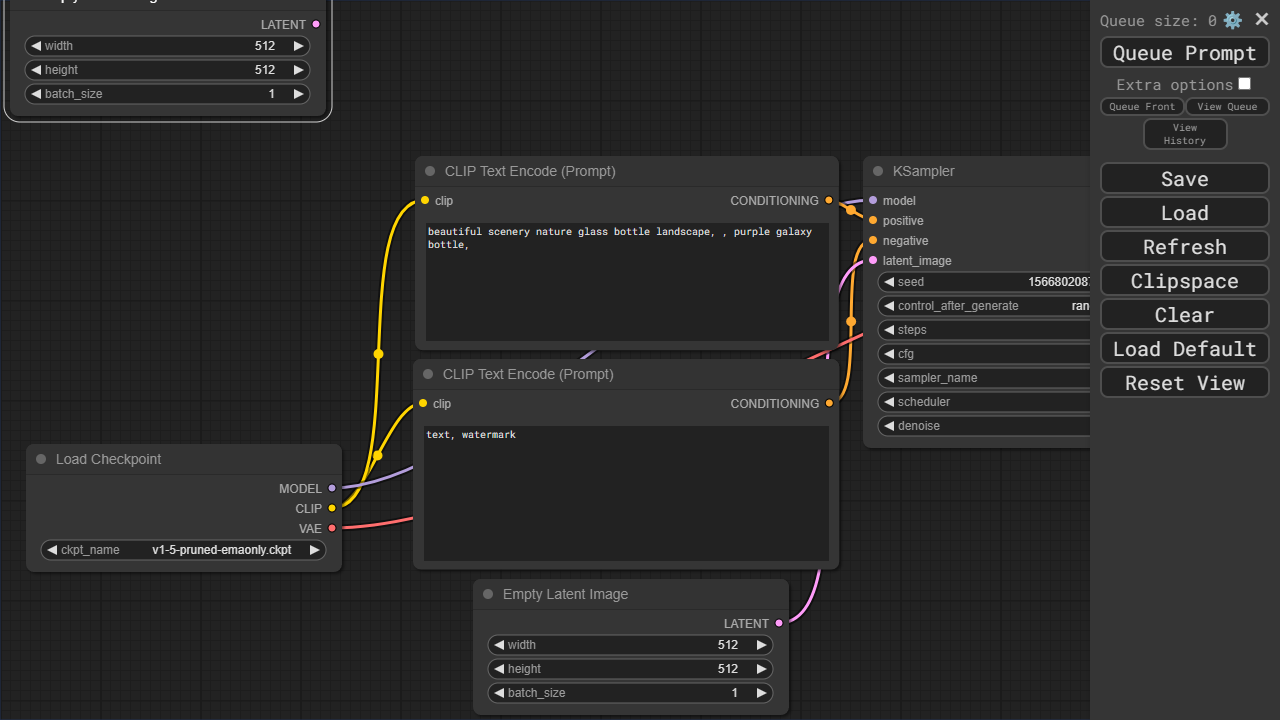 LATENT
width 512
height 512
batch_size 1
CLIP Text Encode (Prompt)
clip CONDITIONING
beautiful scenery nature glass bottle landscape, , purple galaxy
bottle,
CLIP Text Encode (Prompt)
clip CONDITIONING
text, watermark
Load Checkpoint
MODEL
CLIP
VAE
ckpt_name v1-5-pruned-emaonly.ckpt
Empty Latent Image
LATENT
width 512
height 512
batch_size 1
KSampler
model
positive
negative
latent_image
seed 156680208
control_after_generate ran
steps
cfg
sampler_name
scheduler
denoise
Queue size: 0
Queue Prompt
Extra options
Queue Front View Queue
View
History
Save
Load
Refresh
Clipspace
Clear
Load Default
Reset View